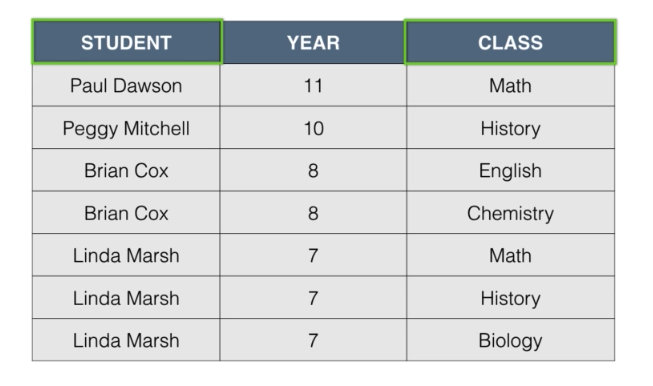 STUDENT YEAR CLASS
Paul Dawson 11 Math
Peggy Mitchell 10 History
Brian Cox 8 English
Brian Cox 8 Chemistry
Linda Marsh 7 Math
Linda Marsh 7 History
Linda Marsh 7 Biology